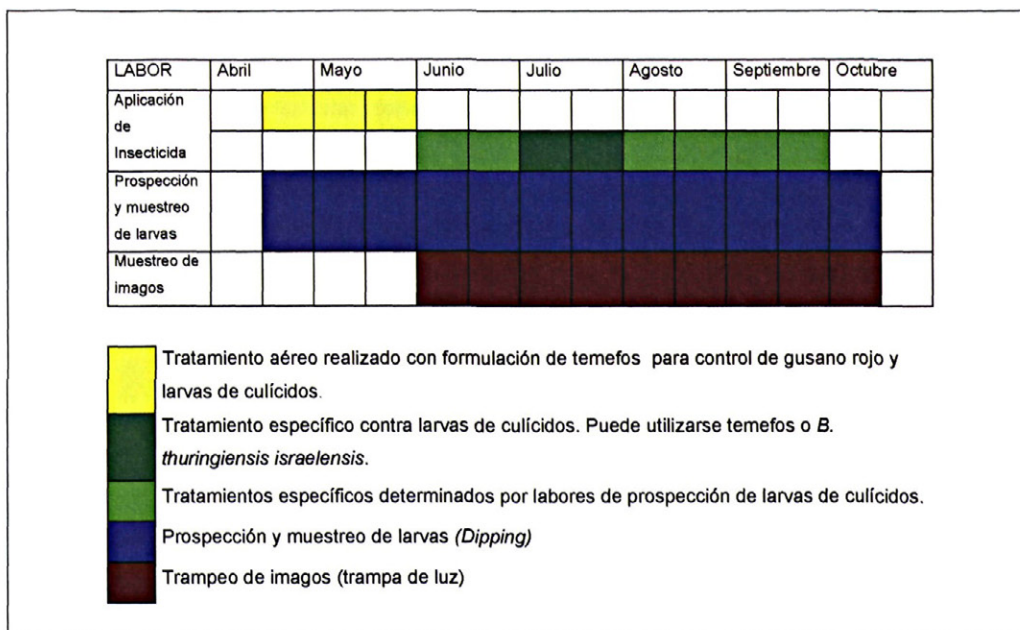 LABOR Abril Mayo Junio Julio Agosto Septiembre Octubre
Aplicación
de
Insecticida
Prospección
y muestreo
de larvas
Muestreo de
imagos
Tratamiento aéreo realizado con formulación de temefos para control de gusano rojo y
larvas de culícidos.
Tratamiento específico contra larvas de culícidos. Puede utilizarse temefos o B.
thuringiensis israelensis.
Tratamientos específicos determinados por labores de prospección de larvas de culícidos.
Prospección y muestreo de larvas (Dipping)
Trampeo de imagos (trampa de luz)